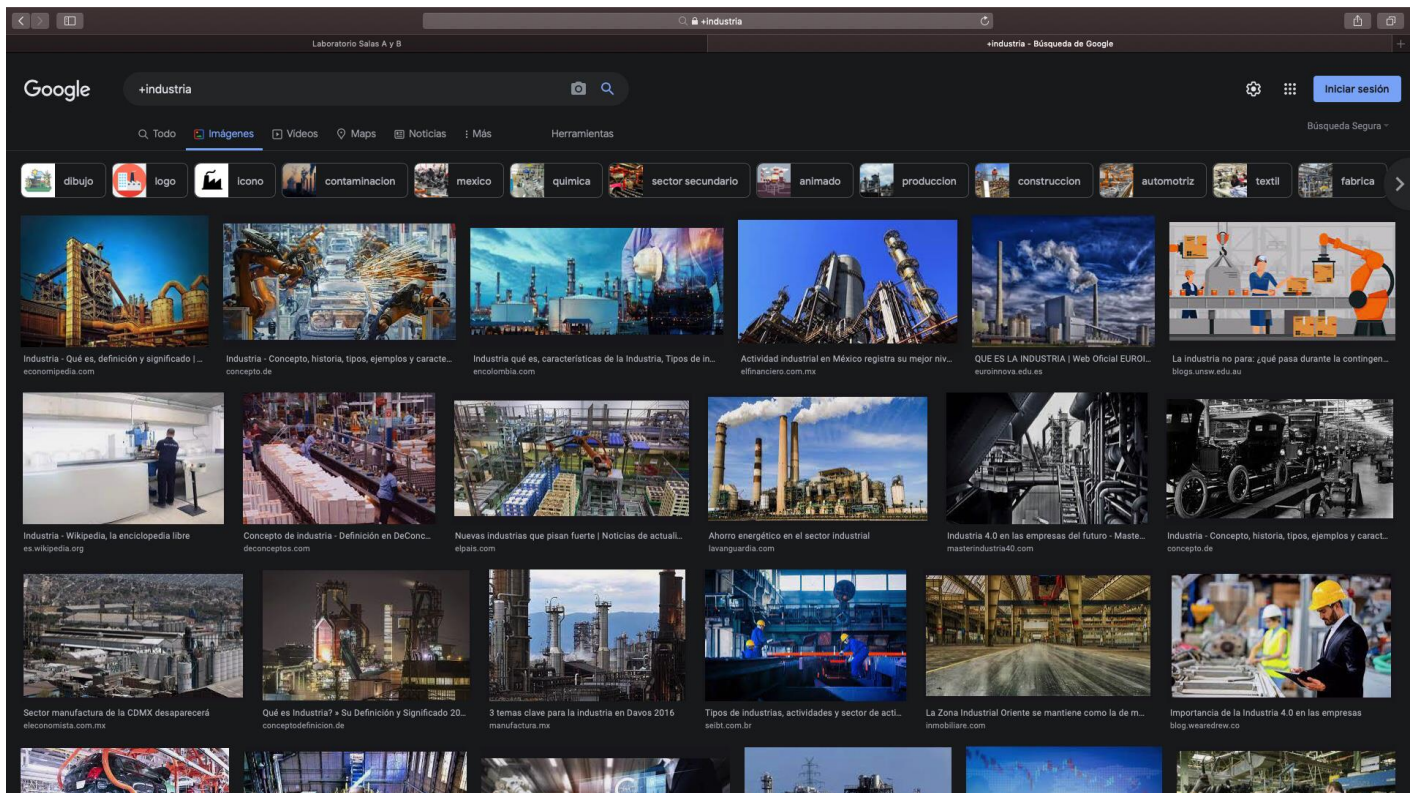 +industria
Laboratorio Salas A y B
+industria - Búsqueda de Google
Google
+industria
Iniciar sesión
Todo
Imágenes
Vídeos
Maps
Noticias
Más
Herramientas
Búsqueda Segura
dibujo
logo
icono
contaminacion
mexico
quimica
sector secundario
animado
produccion
construccion
automotriz
textil
fabrica
Industria - Qué es, definición y significado | ...
economipedia.com
Industria - Concepto, historia, tipos, ejemplos y caracte...
concepto.de
Industria qué es, características de la Industria, Tipos de in...
encolombia.com
Actividad industrial en México registra su mejor niv...
elfinanciero.com.mx
QUE ES LA INDUSTRIA | Web Oficial EUROI...
euroinnova.edu.es
La industria no para: ¿qué pasa durante la contingen...
blogs.unsw.edu.au
Industria - Wikipedia, la enciclopedia libre
es.wikipedia.org
Concepto de industria - Definición en DeConc...
deconceptos.com
Nuevas industrias que pisan fuerte | Noticias de actuali...
elpais.com
Ahorro energético en el sector industrial
lavanguardia.com
Industria 4.0 en las empresas del futuro - Maste...
masterindustria40.com
Industria - Concepto, historia, tipos, ejemplos y caract...
concepto.de
Sector manufactura de la CDMX desaparecerá
eleconomista.com.mx
Qué es Industria? » Su Definición y Significado 20...
conceptodefinicion.de
3 temas clave para la industria en Davos 2016
manufactura.mx
Tipos de industrias, actividades y sector de acti...
seibt.com.br
La Zona Industrial Oriente se mantiene como la de m...
inmobiliare.com
Importancia de la Industria 4.0 en las empresas
blog.wearedrew.co